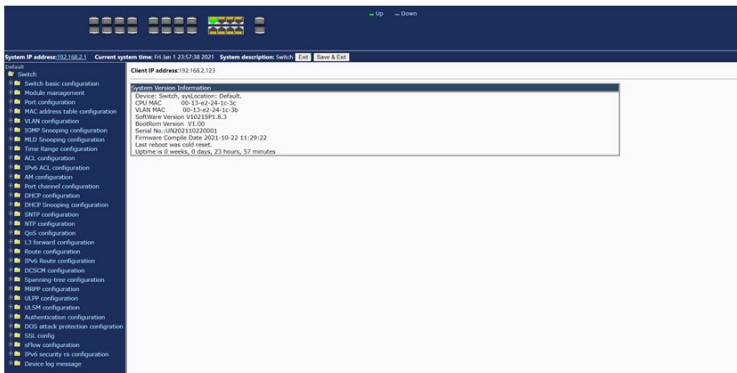 Up Down
System IP address:192.168.2.1 Current system time: Fri Jan 1 23:57:38 2021 System description: Switch Exit Save & Exit
Default
Switch
Switch basic configuration
Module management
Port configuration
MAC address table configuration
VLAN configuration
IGMP Snooping configuration
MLD Snooping configuration
Time Range configuration
ACL configuration
IPv6 ACL configuration
AM configuration
Port channel configuration
DHCP configuration
DHCP Snooping configuration
SNTP configuration
NTP configuration
QoS configuration
L3 forward configuration
Route configuration
IPv6 Route configuration
DCSCM configuration
Spanning-tree configuration
MRPP configuration
ULPP configuration
ULSM configuration
Authentication configuration
DOS attack protection configration
SSL config
sFlow configuration
IPv6 security ra configuration
Device log message
Client IP address:192.168.2.123
System Version Information
Device: Switch, sysLocation: Default.
CPU MAC 00-13-e2-24-1c-3c
VLAN MAC 00-13-e2-24-1c-3b
SoftWare Version V10215P1.8.3
BootRom Version V1.00
Serial No.:UN202110220001
Firmware Compile Date 2021-10-22 11:29:22
Last reboot was cold reset.
Uptime is 0 weeks, 0 days, 23 hours, 57 minutes